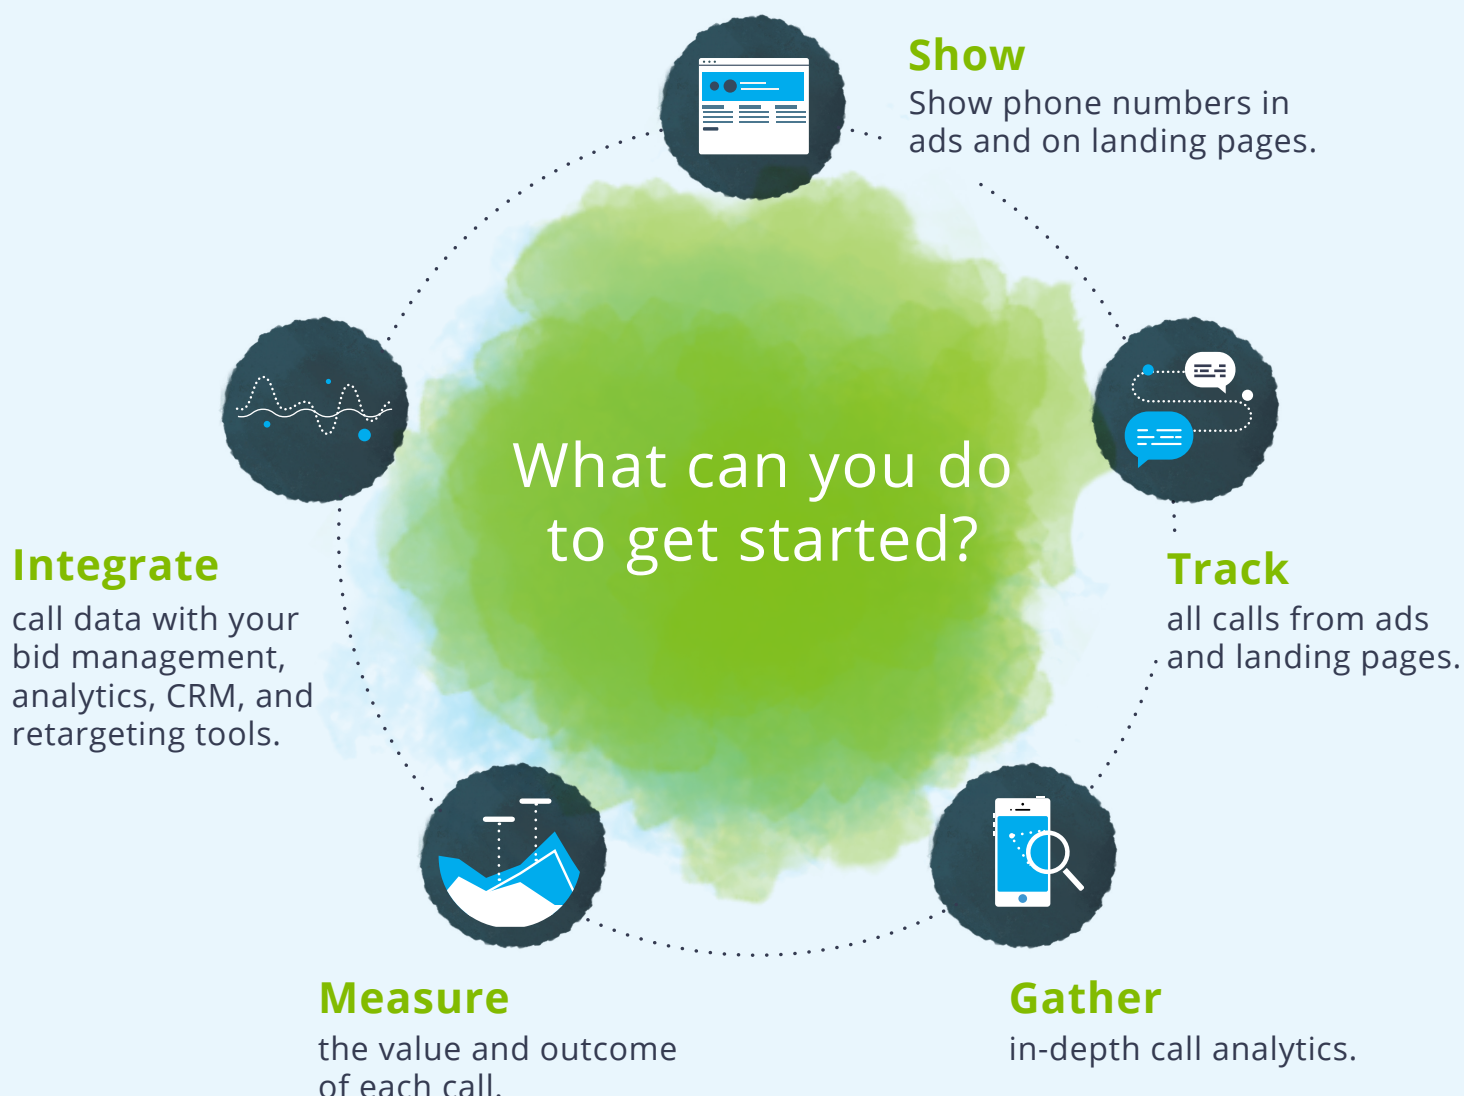 Show
Show phone numbers in
ads and on landing pages.
What can you do
to get started?
Track
all calls from ads
and landing pages.
Gather
in-depth call analytics.
Measure
the value and outcome
of each call.
Integrate
call data with your
bid management,
analytics, CRM, and
retargeting tools.